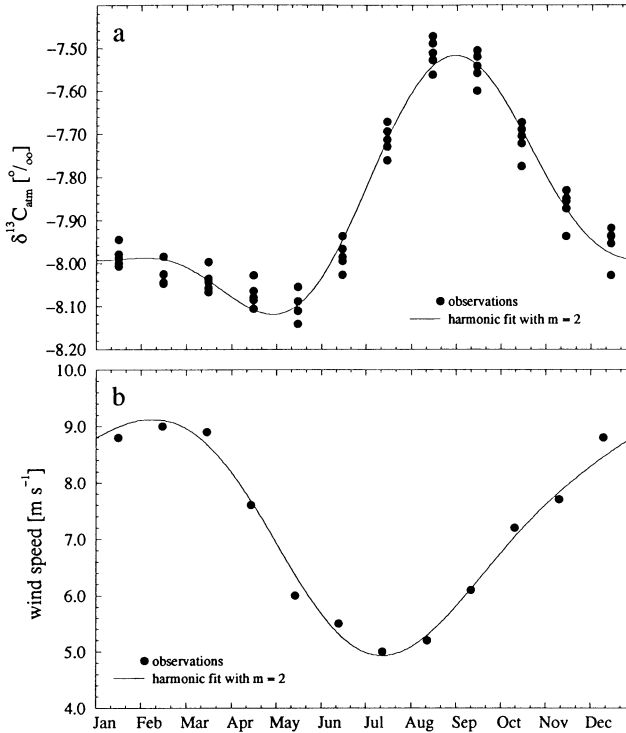 a
-7.50
-7.60
-7.70
-7.80
-7.90
-8.00
-8.10
-8.20
δ¹³C_atm [°/∞]
observations
harmonic fit with m = 2
b
10.0
9.0
8.0
7.0
6.0
5.0
4.0
wind speed [m s⁻¹]
observations
harmonic fit with m = 2
Jan Feb Mar Apr May Jun Jul Aug Sep Oct Nov Dec